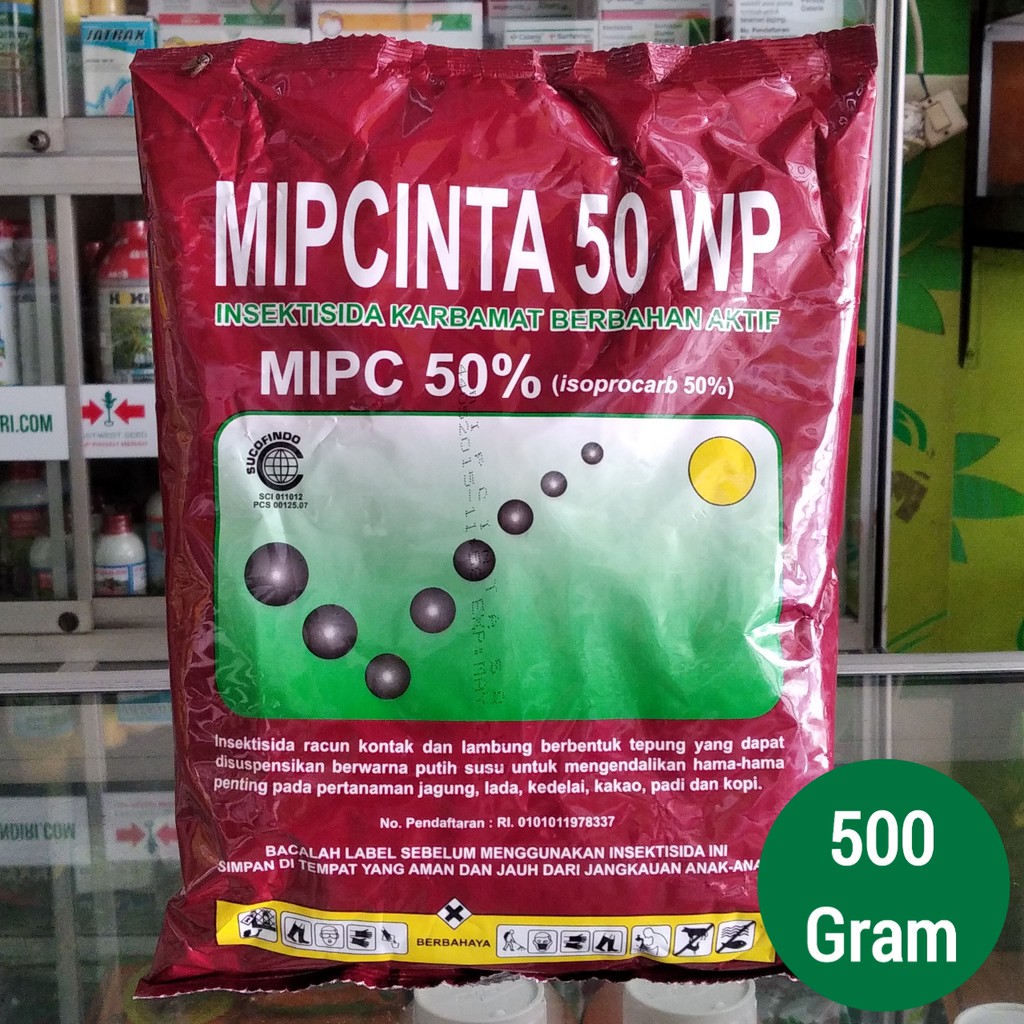 JATRAX
MIPCINTA 50 WP
INSEKTISIDA KARBAMAT BERBAHAN AKTIF
MIPC 50% (isoprocarb 50%)
SUCOFINDO
SCI 011012
PCS 00125.07
RI.COM
Insektisida racun kontak dan lambung berbentuk tepung yang dapat
disuspensikan berwarna putih susu untuk mengendalikan hama-hama
penting pada pertanaman jagung, lada, kedelai, kakao, padi dan kopi.
No. Pendaftaran : RI. 0101011978337
BACALAH LABEL SEBELUM MENGGUNAKAN INSEKTISIDA INI
SIMPAN DI TEMPAT YANG AMAN DAN JAUH DARI JANGKAUAN ANAK-ANA
BERBAHAYA
500
Gram